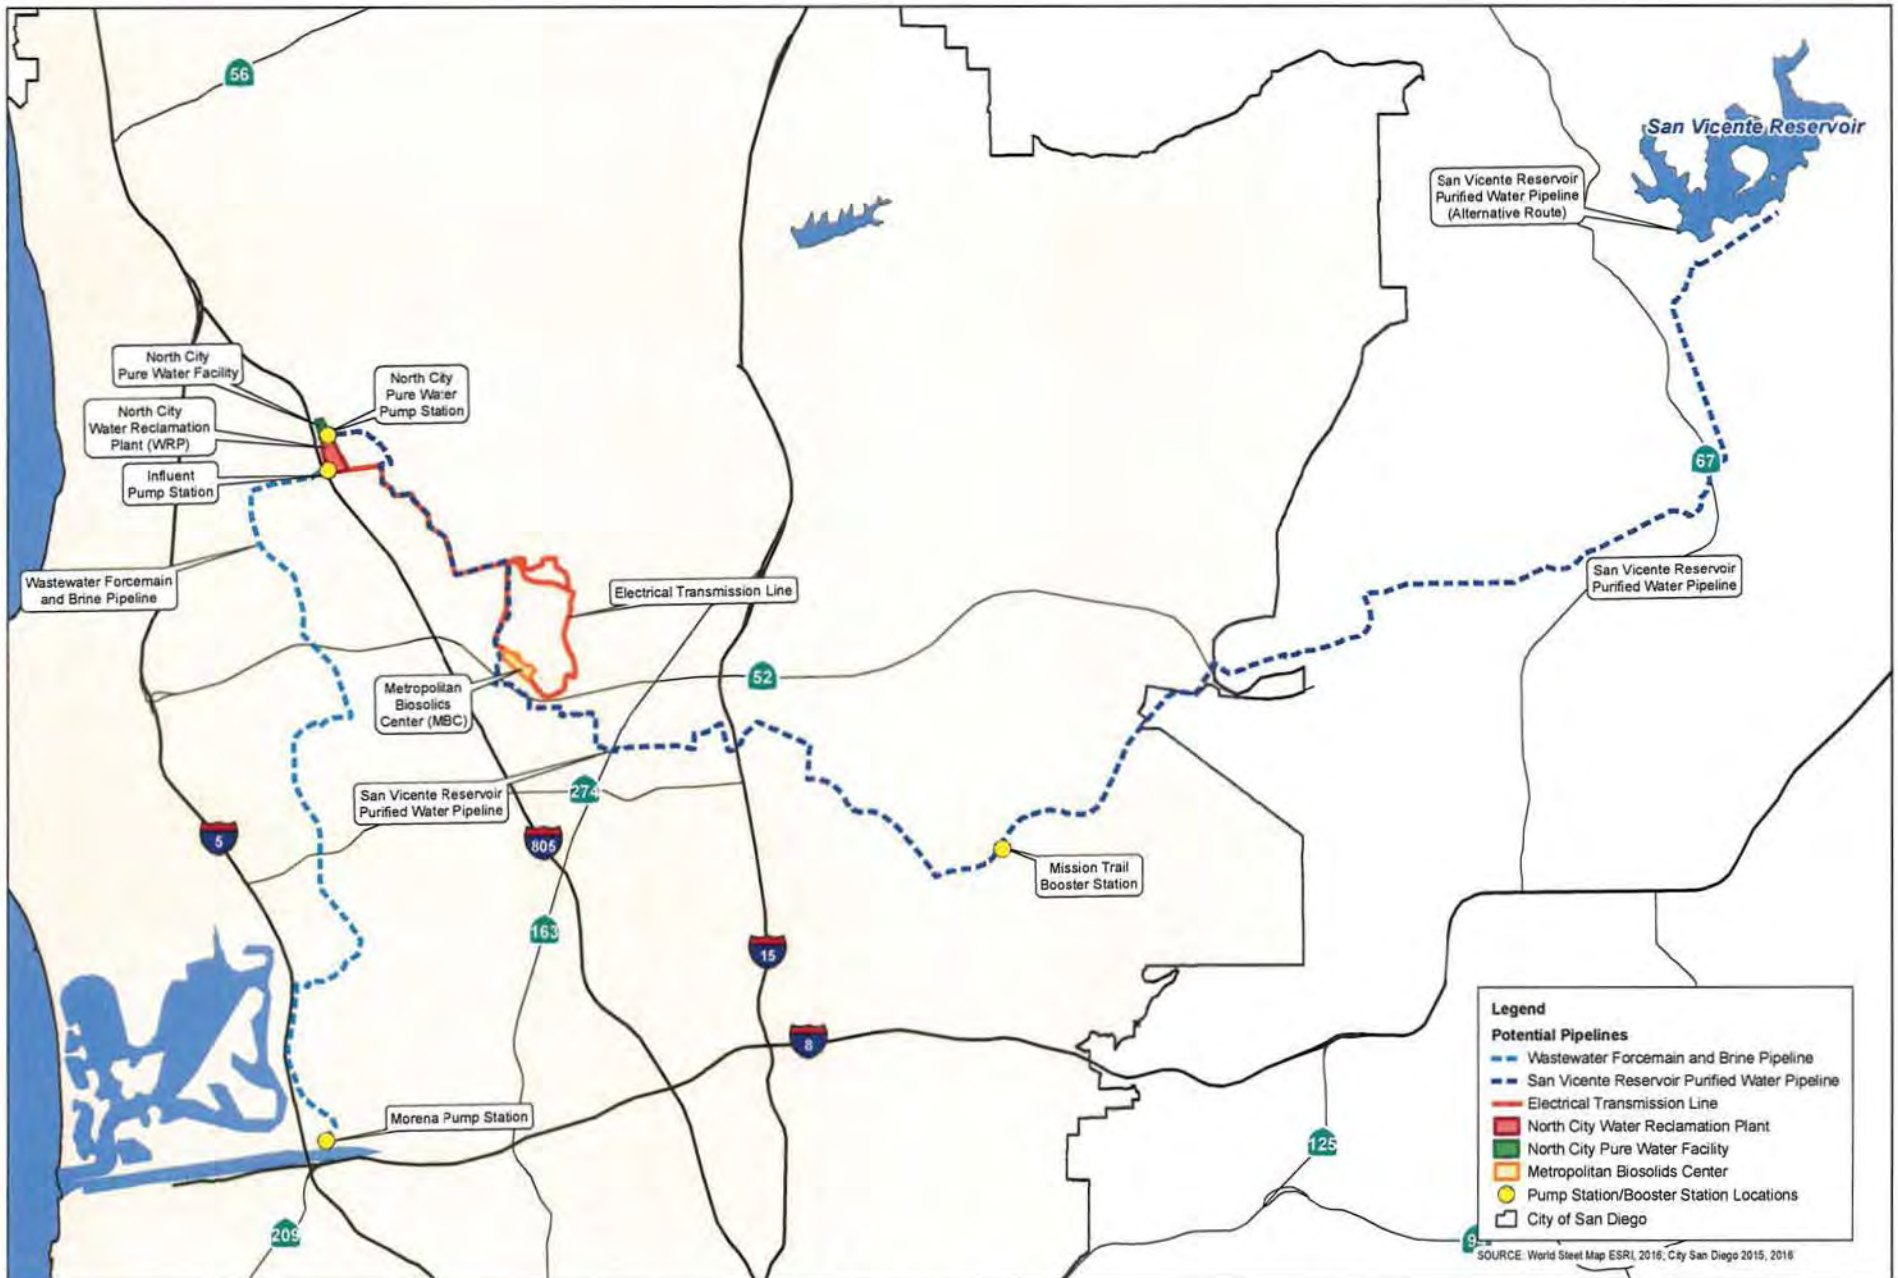 56
San Vicente Reservoir
San Vicente Reservoir
Purified Water Pipeline
(Alternative Route)
North City
Pure Water Facility
North City
Pure Water
Pump Station
North City
Water Reclamation
Plant (WRP)
Influent
Pump Station
67
Wastewater Forcemain
and Brine Pipeline
Electrical Transmission Line
San Vicente Reservoir
Purified Water Pipeline
52
Metropolitan
Biosolics
Center (MBC)
274
San Vicente Reservoir
Purified Water Pipeline
5
805
Mission Trail
Booster Station
163
15
8
Morena Pump Station
125
209
Legend
Potential Pipelines
Wastewater Forcemain and Brine Pipeline
San Vicente Reservoir Purified Water Pipeline
Electrical Transmission Line
North City Water Reclamation Plant
North City Pure Water Facility
Metropolitan Biosolids Center
Pump Station/Booster Station Locations
City of San Diego
SOURCE: World Steet Map ESRI, 2016; City San Diego 2015, 2016